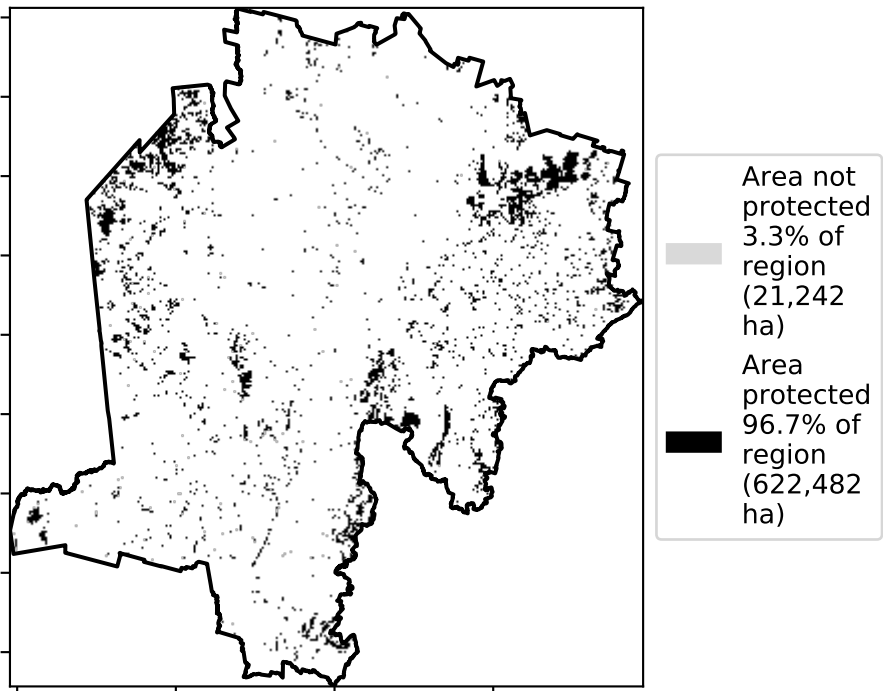 Area not
protected
3.3% of
region
(21,242
ha)
Area
protected
96.7% of
region
(622,482
ha)